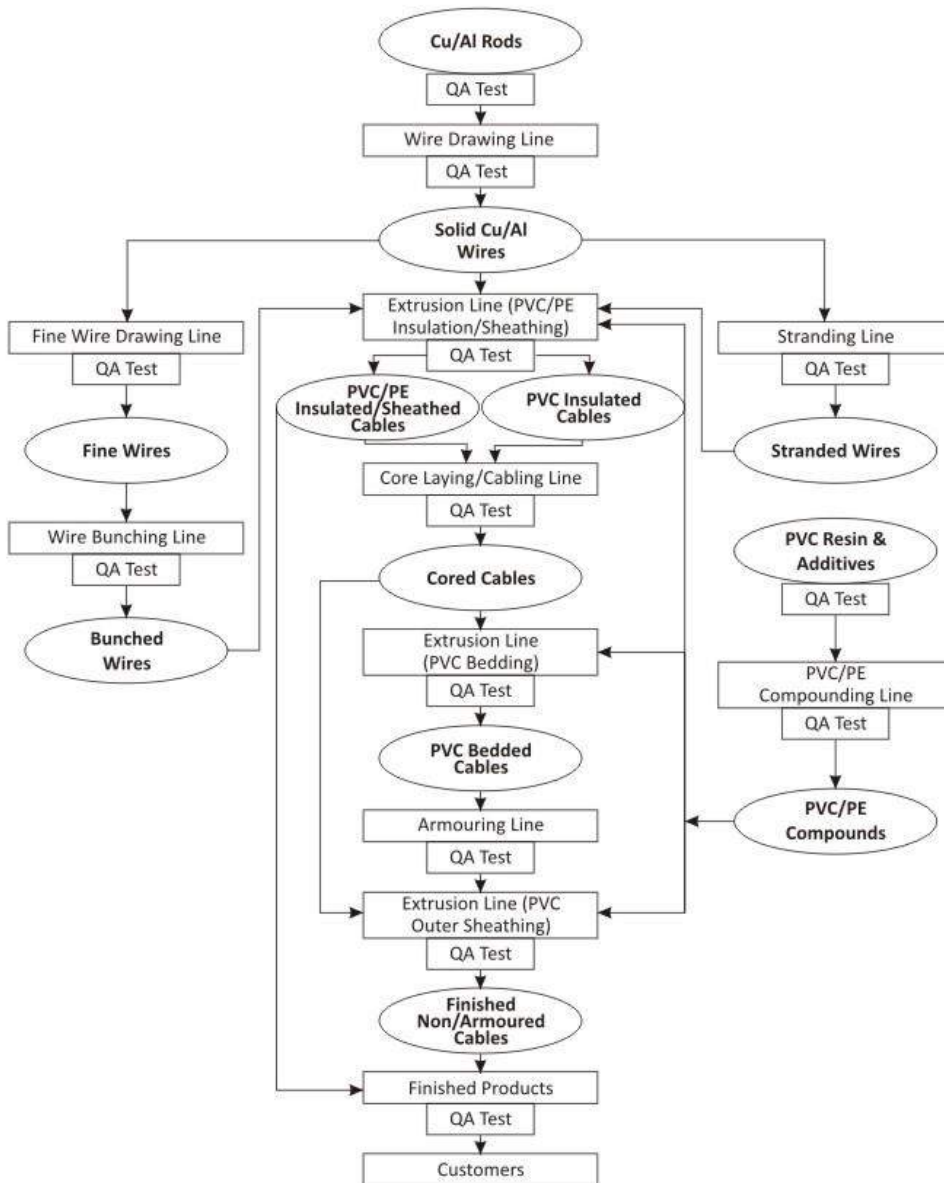 Cu/Al Rods
QA Test
Wire Drawing Line
QA Test
Solid Cu/Al
Wires
Extrusion Line (PVC/PE
Insulation/Sheathing)
QA Test
Fine Wire Drawing Line
QA Test
Stranding Line
QA Test
PVC/PE
Insulated/Sheathed
Cables
PVC Insulated
Cables
Fine Wires
Stranded Wires
Core Laying/Cabling Line
QA Test
Wire Bunching Line
QA Test
PVC Resin &
Additives
QA Test
Cored Cables
Bunched
Wires
Extrusion Line
(PVC Bedding)
QA Test
PVC/PE
Compounding Line
QA Test
PVC Bedded
Cables
PVC/PE
Compounds
Armouring Line
QA Test
Extrusion Line (PVC
Outer Sheathing)
QA Test
Finished
Non/Armoured
Cables
Finished Products
QA Test
Customers